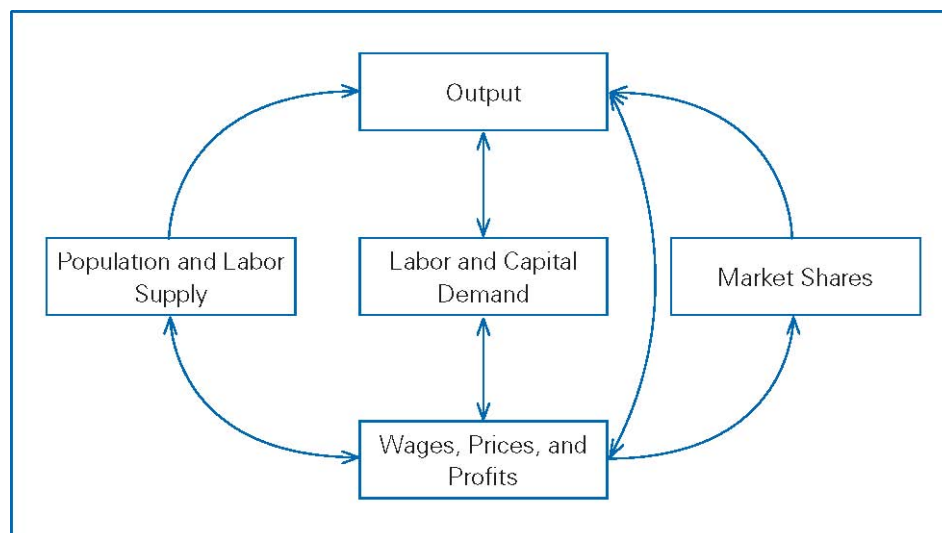 Output
Population and Labor
Supply
Labor and Capital
Demand
Market Shares
Wages, Prices, and
Profits